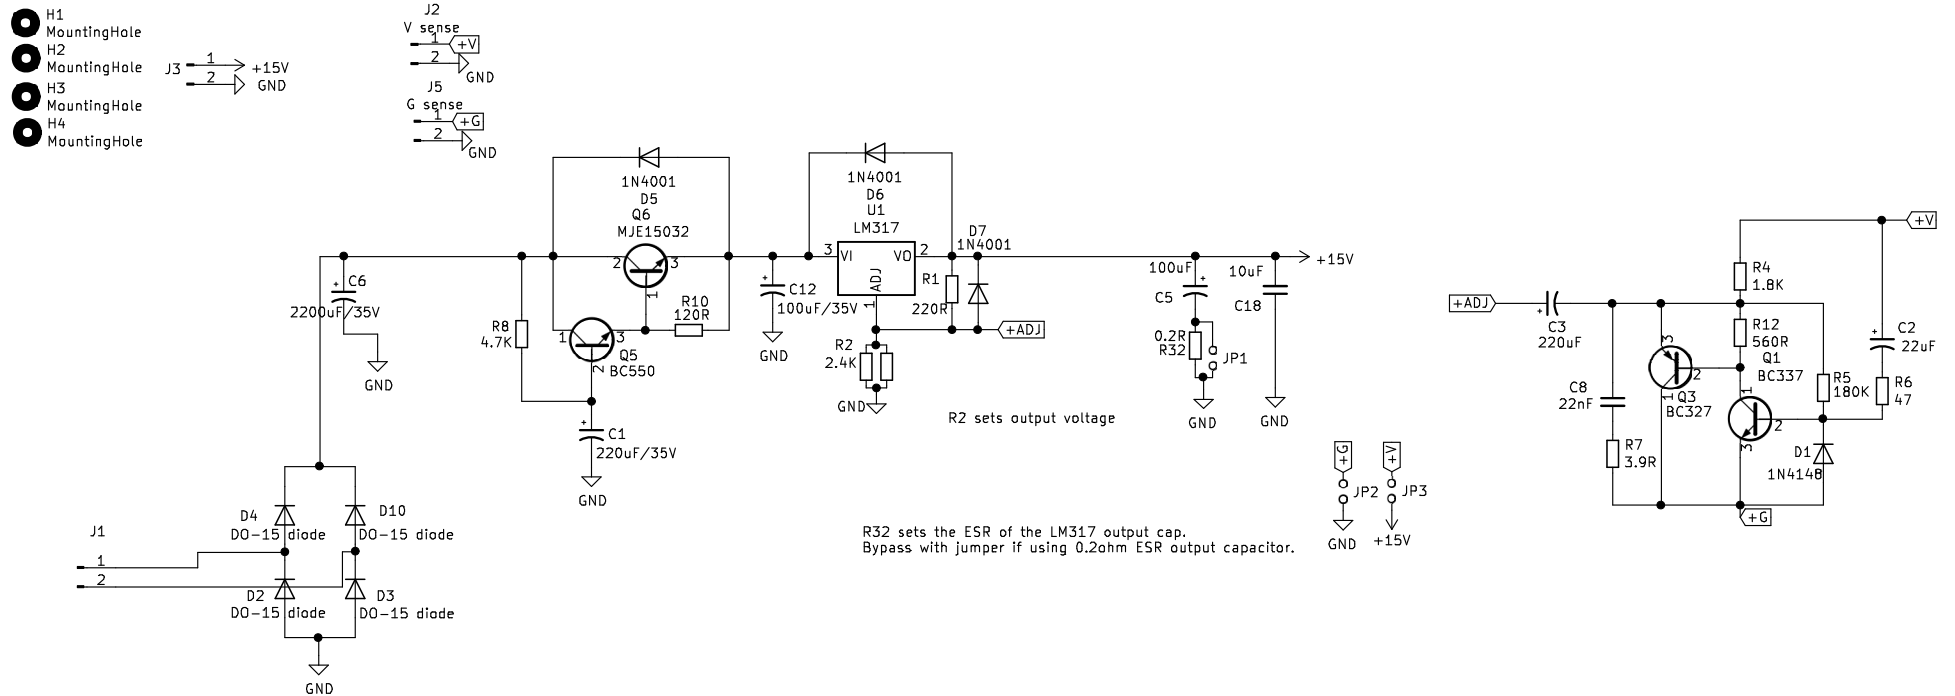 H1
MountingHole
H2
MountingHole
H3
MountingHole
H4
MountingHole
J3
1
+15V
2
GND
J2
V sense
1
+V
2
GND
J5
G sense
1
+G
2
GND
1N4001
D5
Q6
MJE15032
2
3
1
R10
120R
C6
2200uF/35V
GND
R8
4.7K
1
3
Q5
BC550
2
C1
220uF/35V
GND
C12
100uF/35V
GND
1N4001
D6
U1
LM317
3
VI
VO
2
ADJ
1
D7
1N4001
R1
220R
+ADJ
R2
2.4K
GND
100uF
C5
10uF
C18
+15V
0.2R
R32
JP1
GND
GND
R2 sets output voltage
+G
JP2
GND
+V
JP3
+15V
R32 sets the ESR of the LM317 output cap.
Bypass with jumper if using 0.2ohm ESR output capacitor.
J1
1
2
D4
DO-15 diode
D10
DO-15 diode
D2
DO-15 diode
D3
DO-15 diode
GND
+V
R4
1.8K
+ADJ
C3
220uF
R12
560R
Q1
BC337
C2
22uF
3
2
1
Q3
BC327
C8
22nF
R5
180K
R6
47
1
2
3
R7
3.9R
D1
1N4148
+G